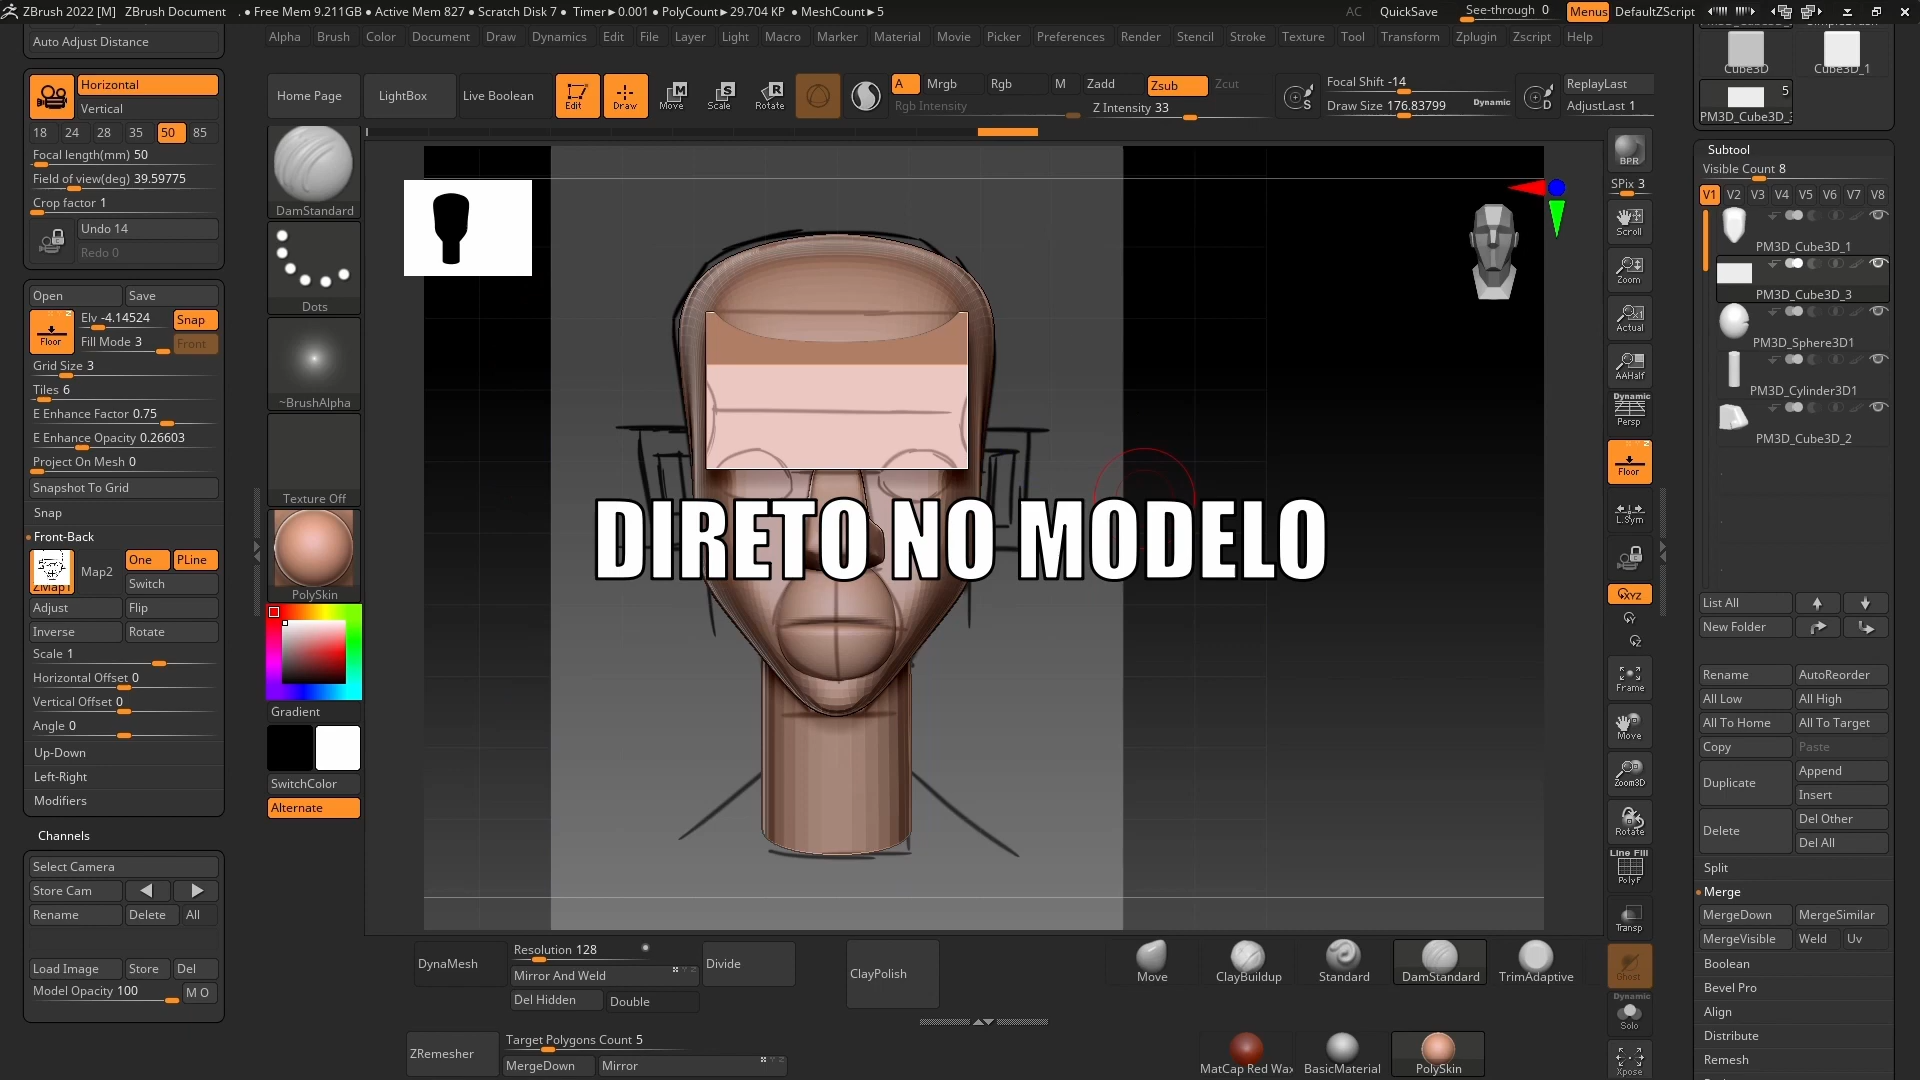 ZBrush 2022 [M] ZBrush Document . • Free Mem 9.211GB • Active Mem 827 • Scratch Disk 7 • Timer▸0.001 • PolyCount▸29.704 KP • MeshCount▸5 AC QuickSave See-through 0 Menus DefaultZScript
Alpha Brush Color Document Draw Dynamics Edit File Layer Light Macro Marker Material Movie Picker Preferences Render Stencil Stroke Texture Tool Transform Zplugin Zscript Help
Auto Adjust Distance
Horizontal
Vertical
18 24 28 35 50 85
Focal length(mm) 50
Field of view(deg) 39.59775
Crop factor 1
Undo 14
Redo 0
Open Save
Floor Elv -4.14524 Snap
Fill Mode 3 Front
Grid Size 3
Tiles 6
E Enhance Factor 0.75
E Enhance Opacity 0.26603
Project On Mesh 0
Snapshot To Grid
Snap
Front-Back
ZMap1 Map2 One PLine
Switch
Adjust Flip
Inverse Rotate
Scale 1
Horizontal Offset 0
Vertical Offset 0
Angle 0
Up-Down
Left-Right
Modifiers
Channels
Select Camera
Store Cam
Rename Delete All
Load Image Store Del
Model Opacity 100 M O
Home Page LightBox Live Boolean Edit Draw Move Scale Rotate
A Mrgb Rgb M Zadd Zsub Zcut
Rgb Intensity Z Intensity 33
S Focal Shift -14
Draw Size 176.83799 Dynamic
D ReplayLast
AdjustLast 1
DamStandard
Dots
~BrushAlpha
Texture Off
PolySkin
Gradient
SwitchColor
Alternate
DIRETO NO MODELO
BPR
SPix 3
Scroll
Zoom
Actual
AAHalf
Dynamic
Persp
Floor
L.Sym
XYZ
Frame
Move
Zoom3D
Rotate
Line Fill
PolyF
Transp
Ghost
Dynamic
Solo
Xpose
Cube3D Cube3D_1
5
PM3D_Cube3D_3
Subtool
Visible Count 8
V1 V2 V3 V4 V5 V6 V7 V8
PM3D_Cube3D_1
PM3D_Cube3D_3
PM3D_Sphere3D1
PM3D_Cylinder3D1
PM3D_Cube3D_2
List All
New Folder
Rename AutoReorder
All Low All High
All To Home All To Target
Copy Paste
Duplicate Append
Insert
Delete Del Other
Del All
Split
Merge
MergeDown MergeSimilar
MergeVisible Weld Uv
Boolean
Bevel Pro
Align
Distribute
Remesh
DynaMesh Resolution 128 Divide ClayPolish
Mirror And Weld
Del Hidden Double
Move ClayBuildup Standard DamStandard TrimAdaptive
ZRemesher Target Polygons Count 5
MergeDown Mirror
MatCap Red Wax BasicMaterial PolySkin